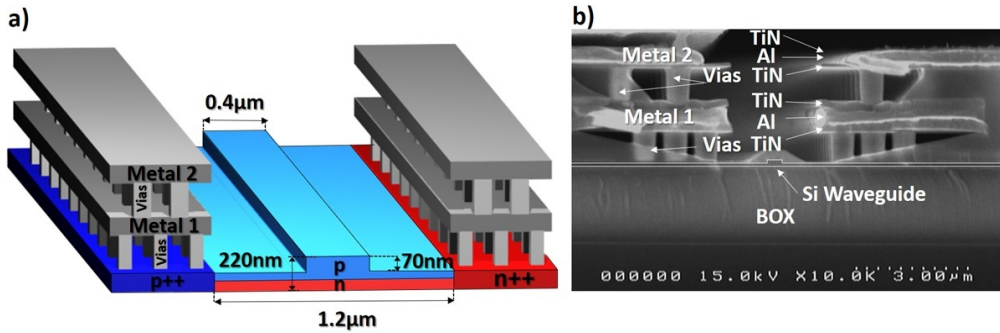 a)
0.4μm
Metal 2
Vias
Metal 1
Vias
220nm
p
70nm
n
p++
n++
1.2μm
b)
TiN
Metal 2
Al
Vias
TiN
TiN
Metal 1
Al
Vias
TiN
Si Waveguide
BOX
000000 15.0kV X10.0K 3.00μm